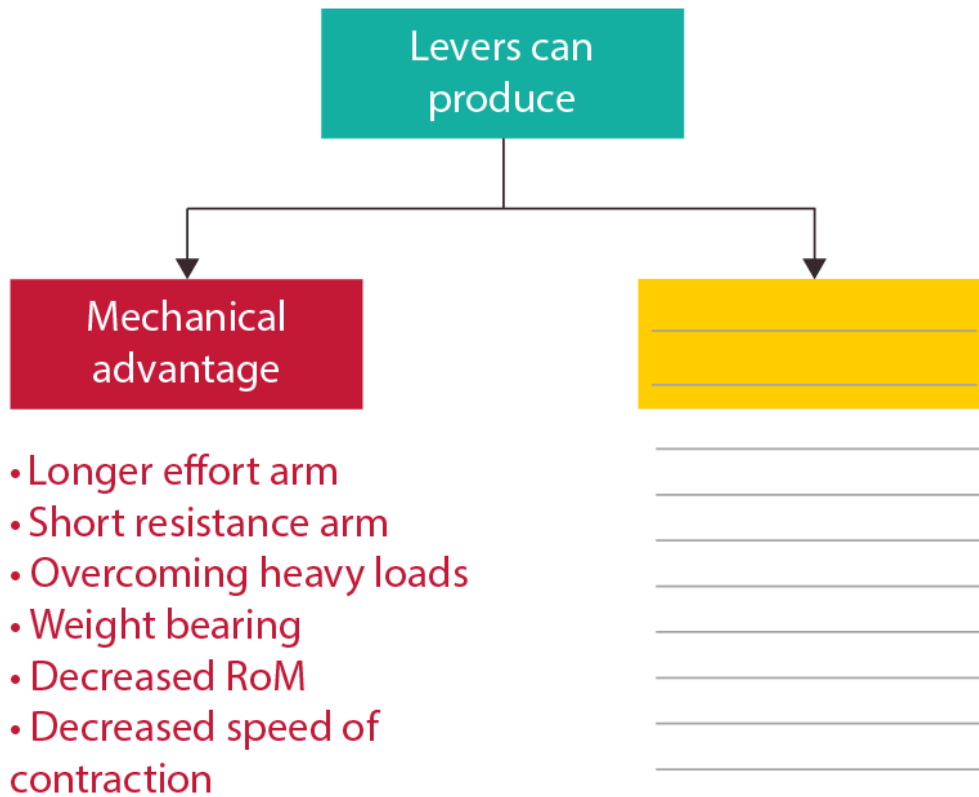 Levers can
produce
Mechanical
advantage
• Longer effort arm
• Short resistance arm
• Overcoming heavy loads
• Weight bearing
• Decreased RoM
• Decreased speed of
contraction